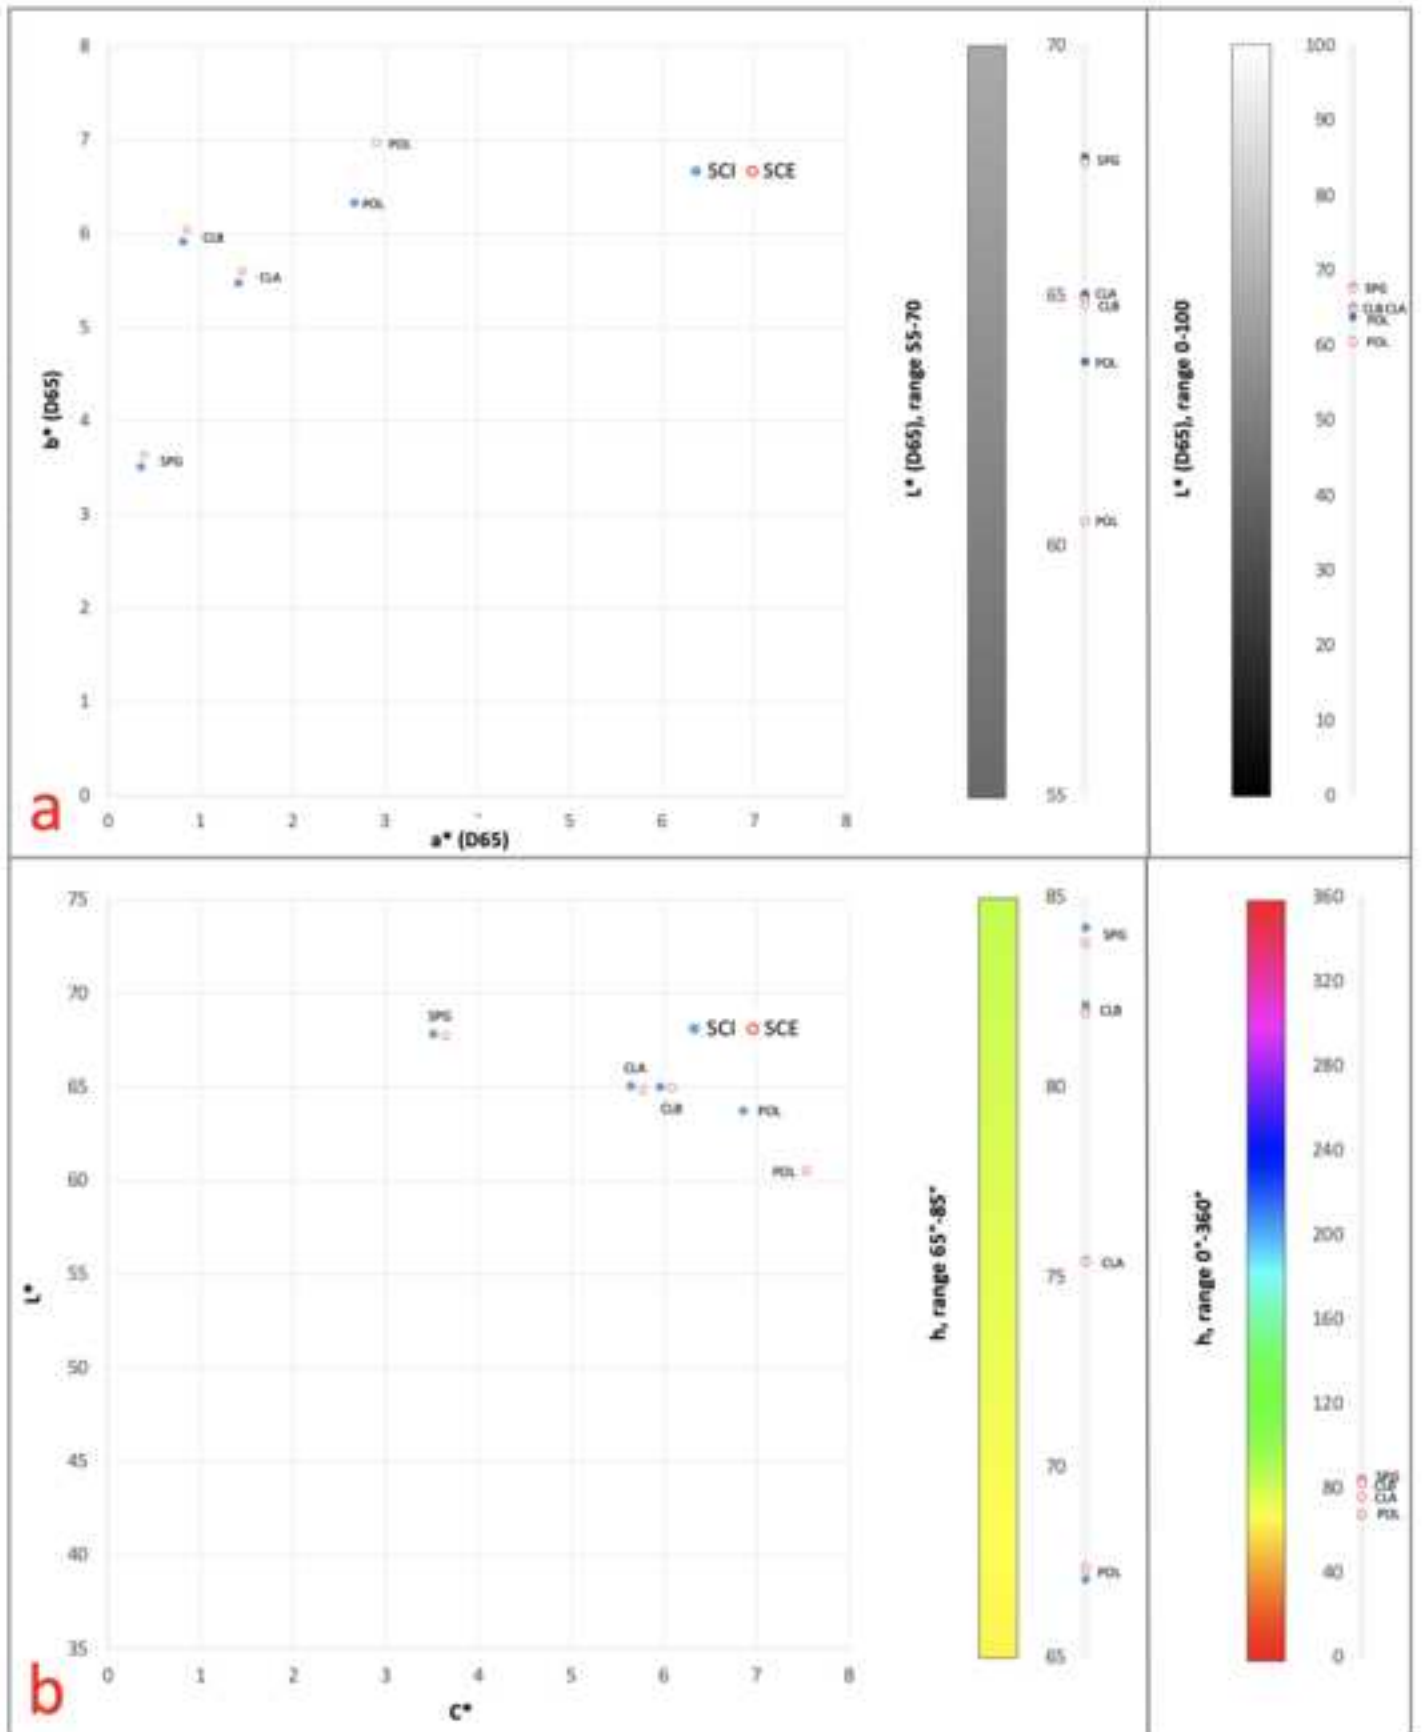 8
7
6
5
4
3
2
1
0
b* (D65)
POL
SCI SCE
POL
CLB
CLA
SPG
a
0 1 2 3 5 6 7 8
a* (D65)
L* (D65), range 55-70
70
65
60
55
SPG
CLA
CLB
POL
POL
L* (D65), range 0-100
100
90
80
70
60
50
40
30
20
10
0
SPG
CLB CLA
POL
POL
75
70
65
60
55
50
45
40
35
L*
SPG
SCI SCE
CLA
CLB
POL
POL
b
0 1 2 3 4 5 6 7 8
C*
h, range 65°-85°
85
80
75
70
65
SPG
CLB
CLA
POL
h, range 0°-360°
360
320
280
240
200
160
120
80
40
0
SPG
CLB
CLA
POL